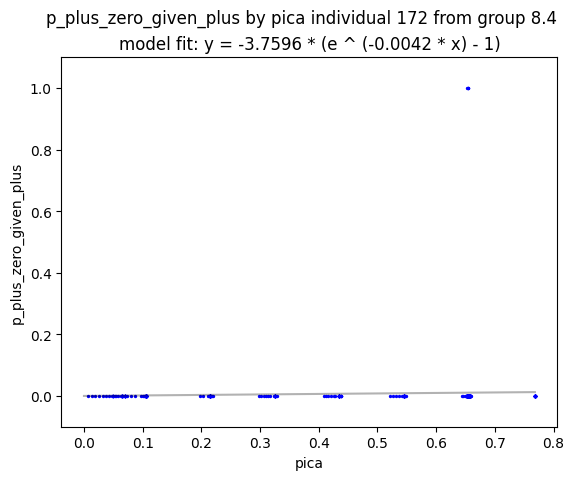 p_plus_zero_given_plus by pica individual 172 from group 8.4
model fit: y = -3.7596 * (e ^ (-0.0042 * x) - 1)
1.0
0.8
0.6
0.4
0.2
0.0
p_plus_zero_given_plus
0.0 0.1 0.2 0.3 0.4 0.5 0.6 0.7 0.8
pica